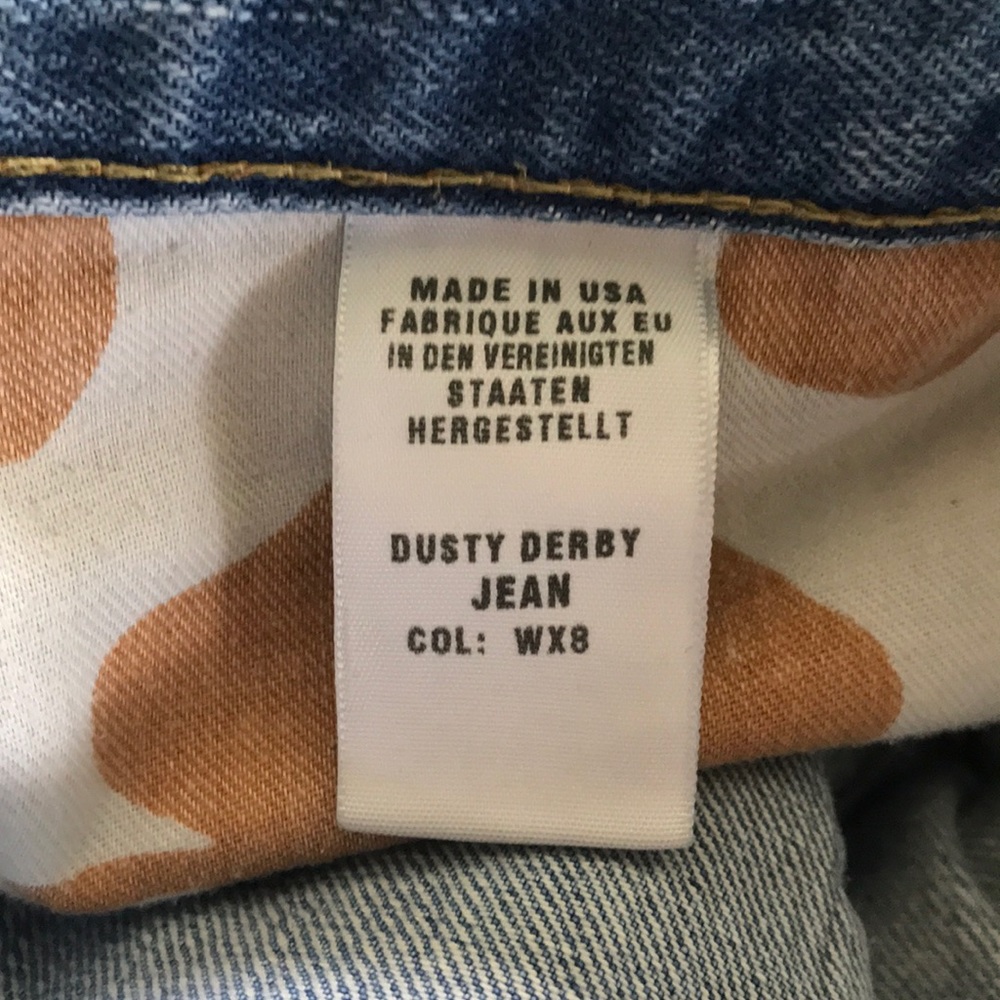 MADE IN USA
FABRIQUE AUX EU
IN DEN VEREINIGTEN
STAATEN
HERGESTELLT
DUSTY DERBY
JEAN
COL: WX8